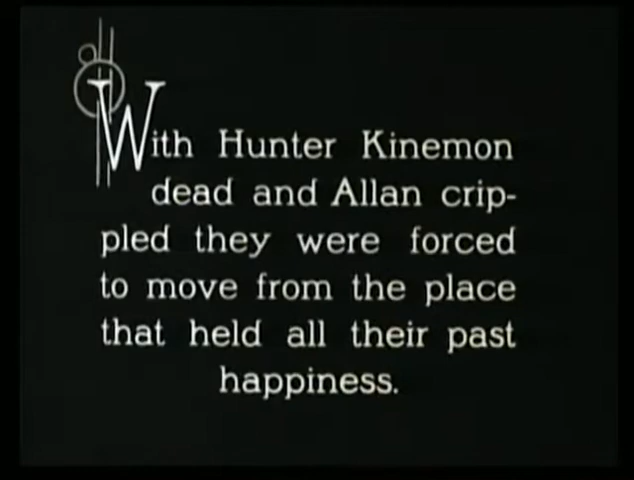 With Hunter Kinemon
dead and Allan crip-
pled they were forced
to move from the place
that held all their past
happiness.